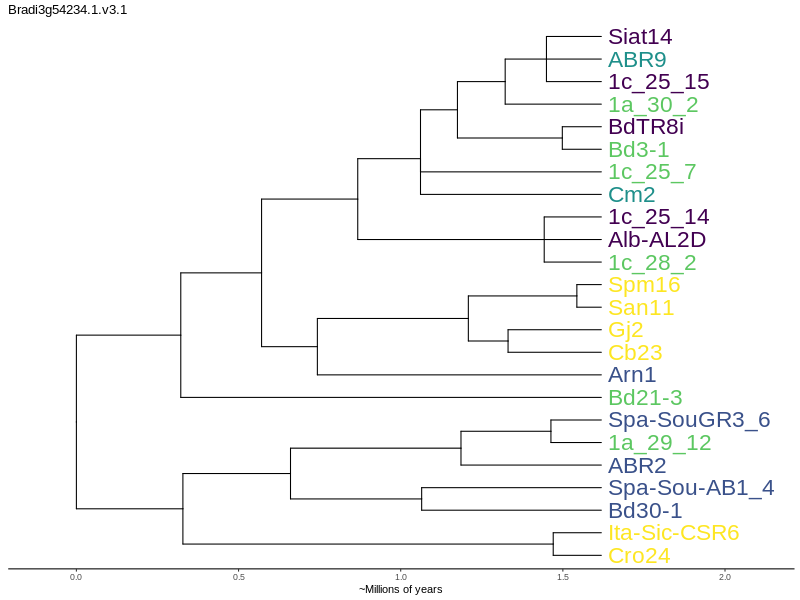 Bradi3g54234.1.v3.1
Siat14
ABR9
1c_25_15
1a_30_2
BdTR8i
Bd3-1
1c_25_7
Cm2
1c_25_14
Alb-AL2D
1c_28_2
Spm16
San11
Gj2
Cb23
Arn1
Bd21-3
Spa-SouGR3_6
1a_29_12
ABR2
Spa-Sou-AB1_4
Bd30-1
Ita-Sic-CSR6
Cro24
0.0 0.5 1.0 1.5 2.0
~Millions of years